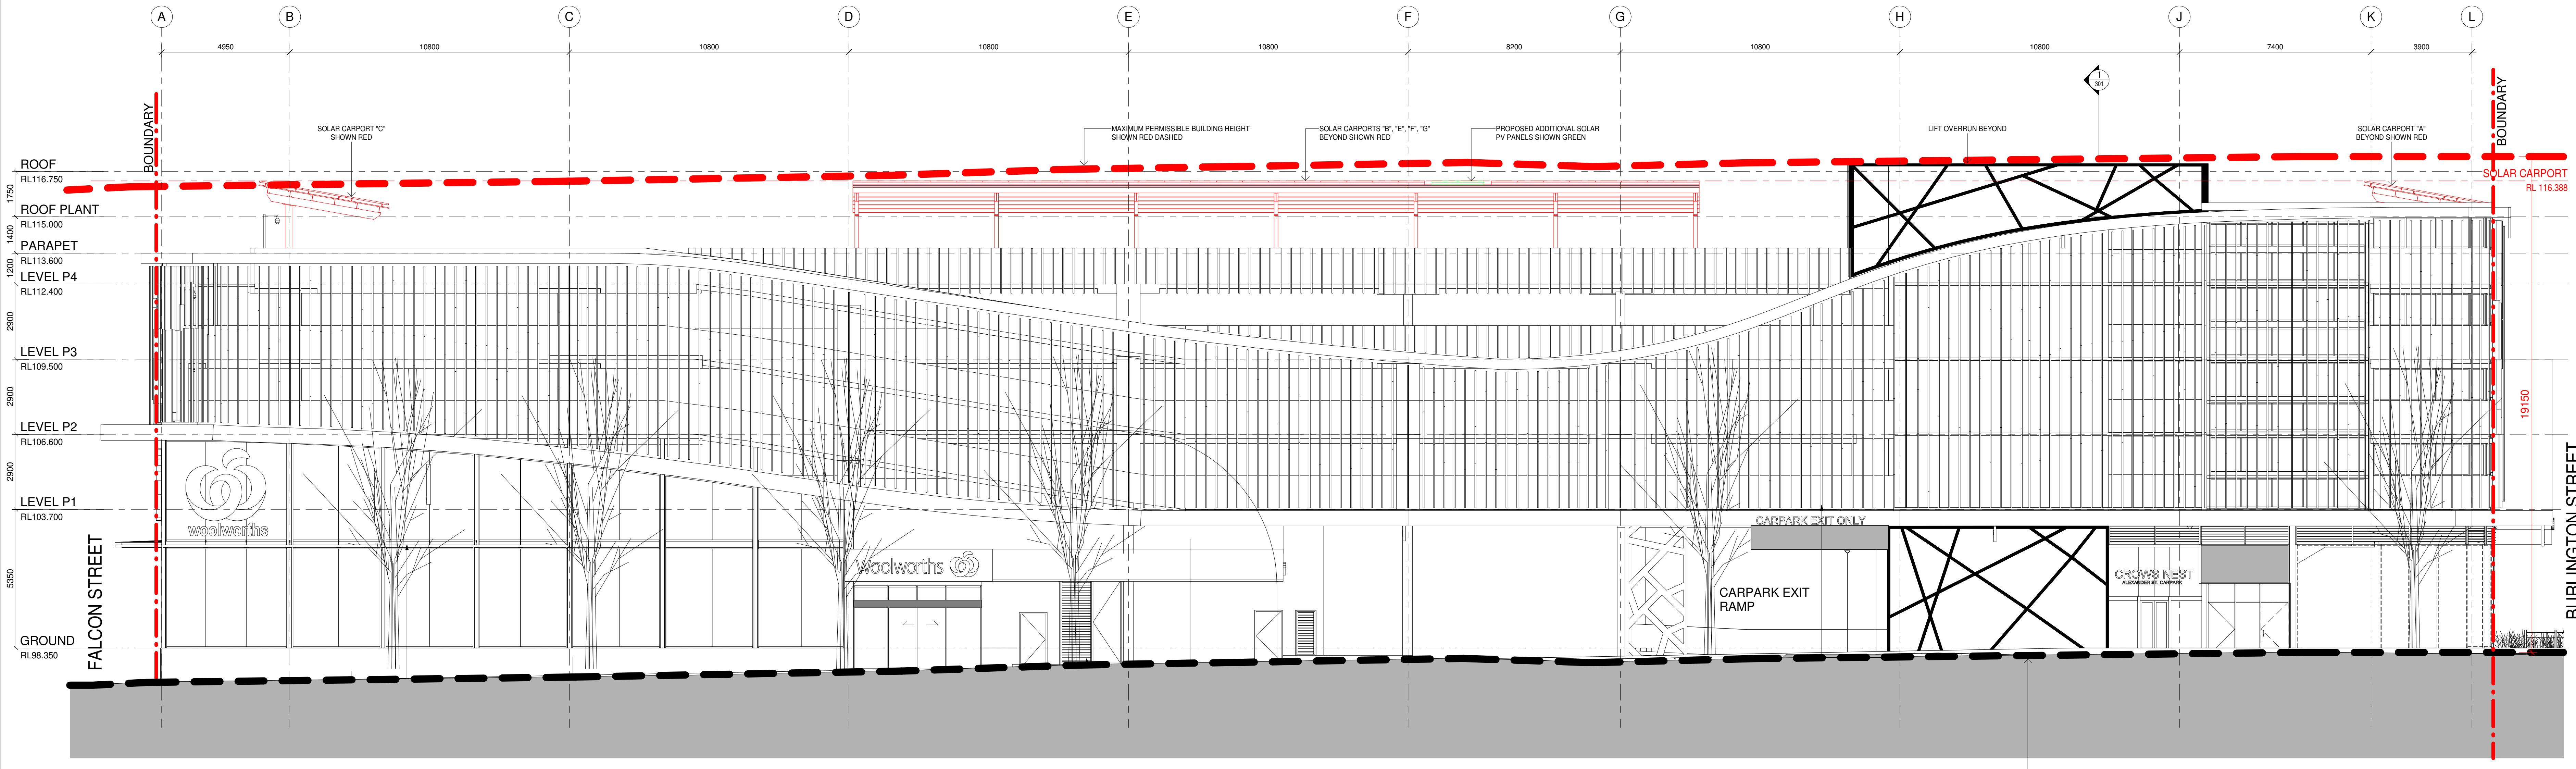 A B C D E F G H J K L
4950 10800 10800 10800 10800 8200 10800 10800 7400 3900
1
301
BOUNDARY
BOUNDARY
SOLAR CARPORT "C"
SHOWN RED
MAXIMUM PERMISSIBLE BUILDING HEIGHT
SHOWN RED DASHED
SOLAR CARPORTS "B", "E", "F", "G"
BEYOND SHOWN RED
PROPOSED ADDITIONAL SOLAR
PV PANELS SHOWN GREEN
LIFT OVERRUN BEYOND
SOLAR CARPORT "A"
BEYOND SHOWN RED
ROOF
RL116.750
1750
ROOF PLANT
RL115.000
1400
PARAPET
RL113.600
1200
LEVEL P4
RL112.400
2900
LEVEL P3
RL109.500
2900
LEVEL P2
RL106.600
2900
LEVEL P1
RL103.700
5350
GROUND
RL98.350
SOLAR CARPORT
RL 116.388
19150
FALCON STREET
BURLINGTON STREET
woolworths
woolworths
CARPARK EXIT ONLY
CARPARK EXIT
RAMP
CROWS NEST
ALEXANDER ST. CARPARK